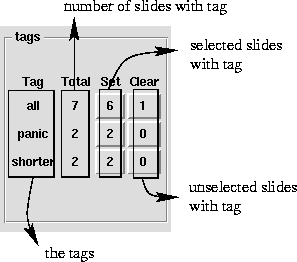 number of slides with tag
tags
selected slides
with tag
Tag Total Set Clear
all 7 6 1
panic 2 2 0
shorter 2 2 0
unselected slides
with tag
the tags